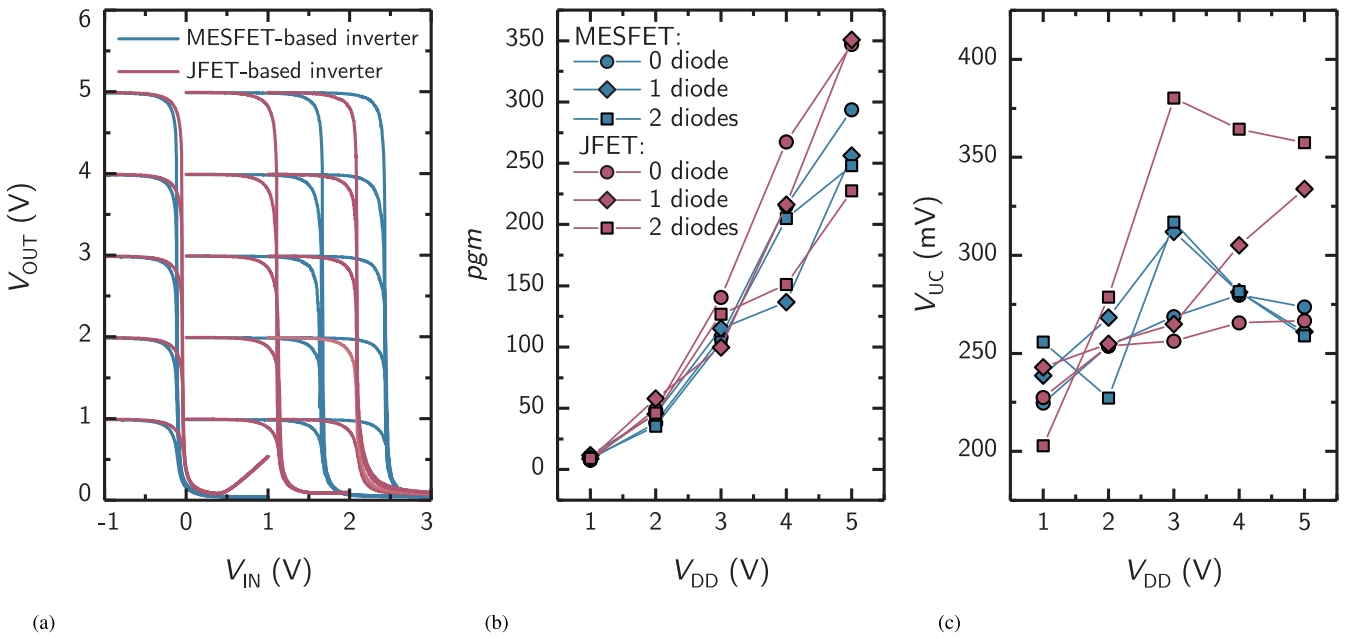 6
5
4
3
2
1
0
V_OUT (V)
MESFET-based inverter
JFET-based inverter
-1 0 1 2 3
V_IN (V)
(a)
350
300
250
200
150
100
50
0
pgm
MESFET:
0 diode
1 diode
2 diodes
JFET:
0 diode
1 diode
2 diodes
1 2 3 4 5
V_DD (V)
(b)
400
350
300
250
200
V_UC (mV)
1 2 3 4 5
V_DD (V)
(c)